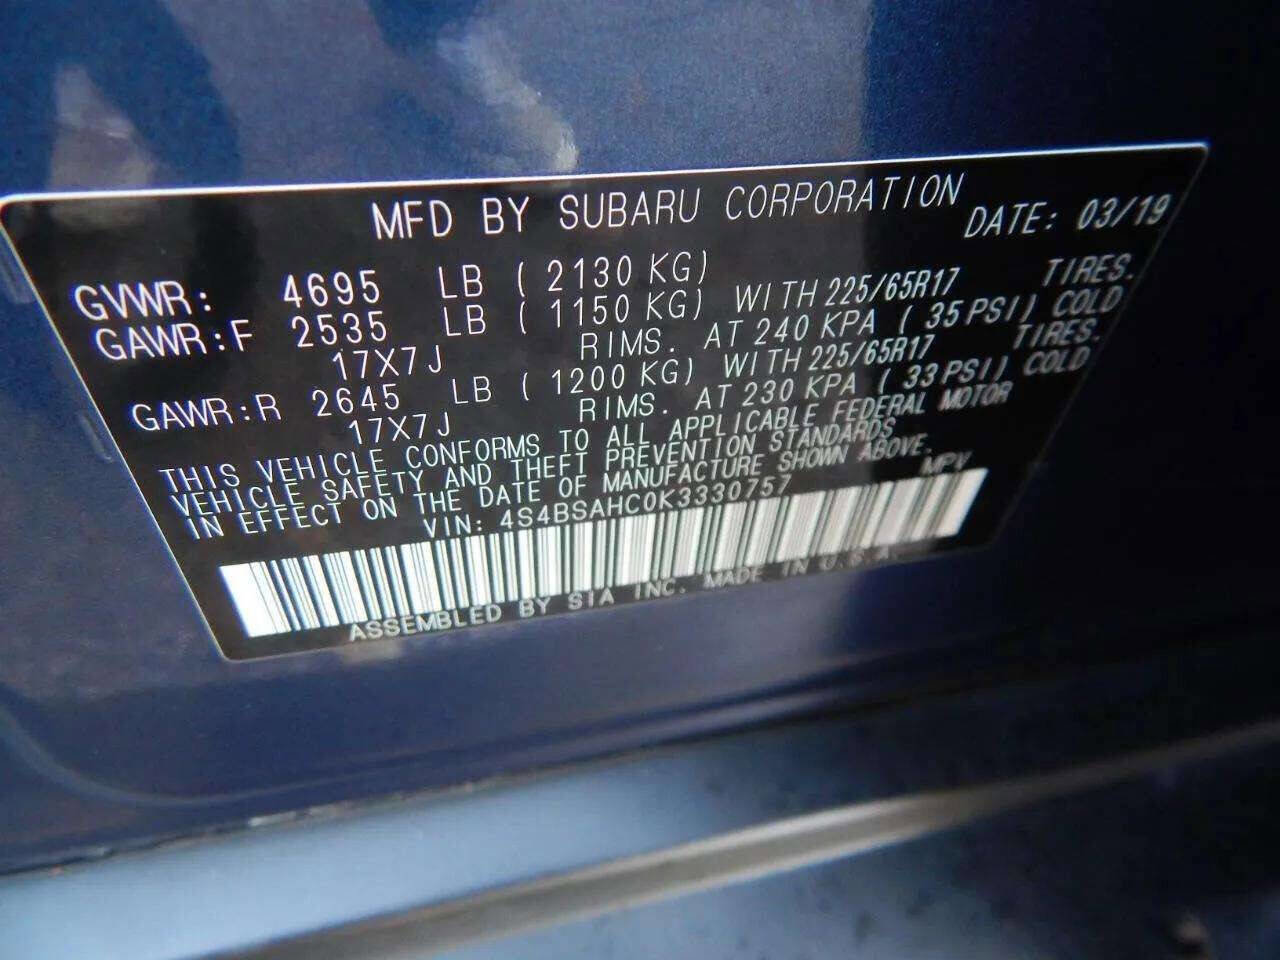 MFD BY SUBARU CORPORATION DATE: 03/19
GVWR: 4695 LB ( 2130 KG)
GAWR:F 2535 LB ( 1150 KG) WITH 225/65R17 TIRES.
17X7J RIMS. AT 240 KPA ( 35 PSI) COLD
GAWR:R 2645 LB ( 1200 KG) WITH 225/65R17 TIRES.
17X7J RIMS. AT 230 KPA ( 33 PSI) COLD
THIS VEHICLE CONFORMS TO ALL APPLICABLE FEDERAL MOTOR
VEHICLE SAFETY AND THEFT PREVENTION STANDARDS
IN EFFECT ON THE DATE OF MANUFACTURE SHOWN ABOVE.
VIN: 4S4BSAHC0K3330757 MPV
ASSEMBLED BY SIA INC. MADE IN U.S.A.